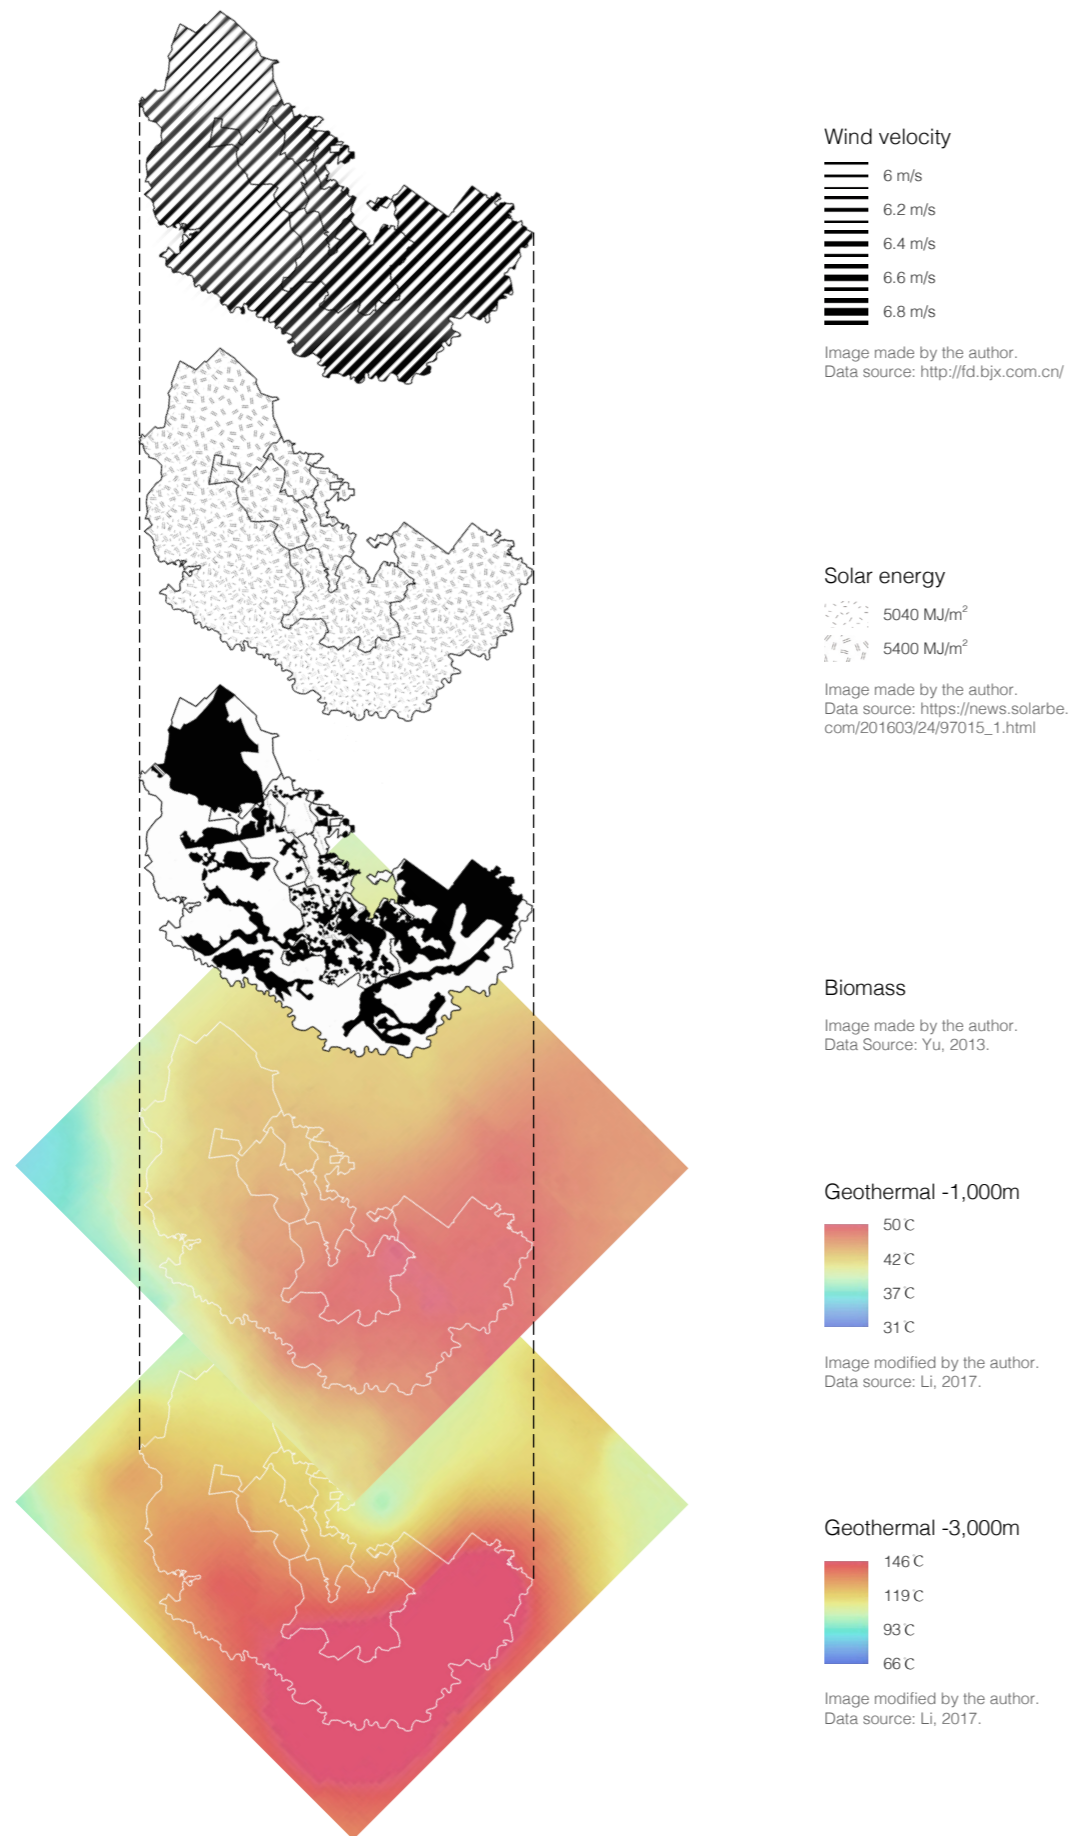 Wind velocity
6 m/s
6.2 m/s
6.4 m/s
6.6 m/s
6.8 m/s
Image made by the author.
Data source: http://fd.bjx.com.cn/
Solar energy
5040 MJ/m²
5400 MJ/m²
Image made by the author.
Data source: https://news.solarbe.
com/201603/24/97015_1.html
Biomass
Image made by the author.
Data Source: Yu, 2013.
Geothermal -1,000m
50℃
42℃
37℃
31℃
Image modified by the author.
Data source: Li, 2017.
Geothermal -3,000m
146℃
119℃
93℃
66℃
Image modified by the author.
Data source: Li, 2017.